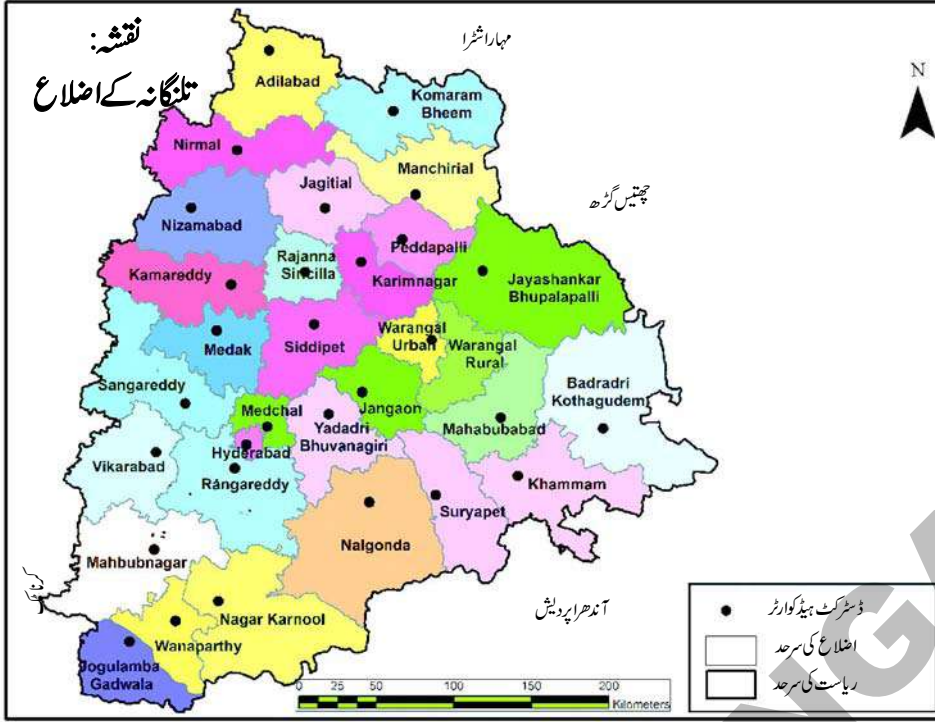 نقشہ:
تلنگانہ کے اضلاع
مہاراشٹرا
N
Adilabad
Komaram
Bheem
Nirmal
Manchirial
Jagitial
چھتیس گڑھ
Nizamabad
Peddapalli
Rajanna
Sircilla
Kamareddy
Karimnagar
Jayashankar
Bhupalapalli
Medak
Siddipet
Warangal
Urban
Warangal
Rural
Sangareddy
Badradri
Kothagudem
Medchal
Jangaon
Mahabubabad
Yadadri
Bhuvanagiri
Hyderabad
Vikarabad
Rangareddy
Khammam
Suryapet
Nalgonda
Mahbubnagar
کرناٹک
آندھرا پردیش
Nagar Karnool
Wanaparthy
Jogulamba
Gadwala
ڈسٹرکٹ ہیڈکوارٹر
اضلاع کی سرحد
ریاست کی سرحد
0 25 50 100 150 200
Kilometers